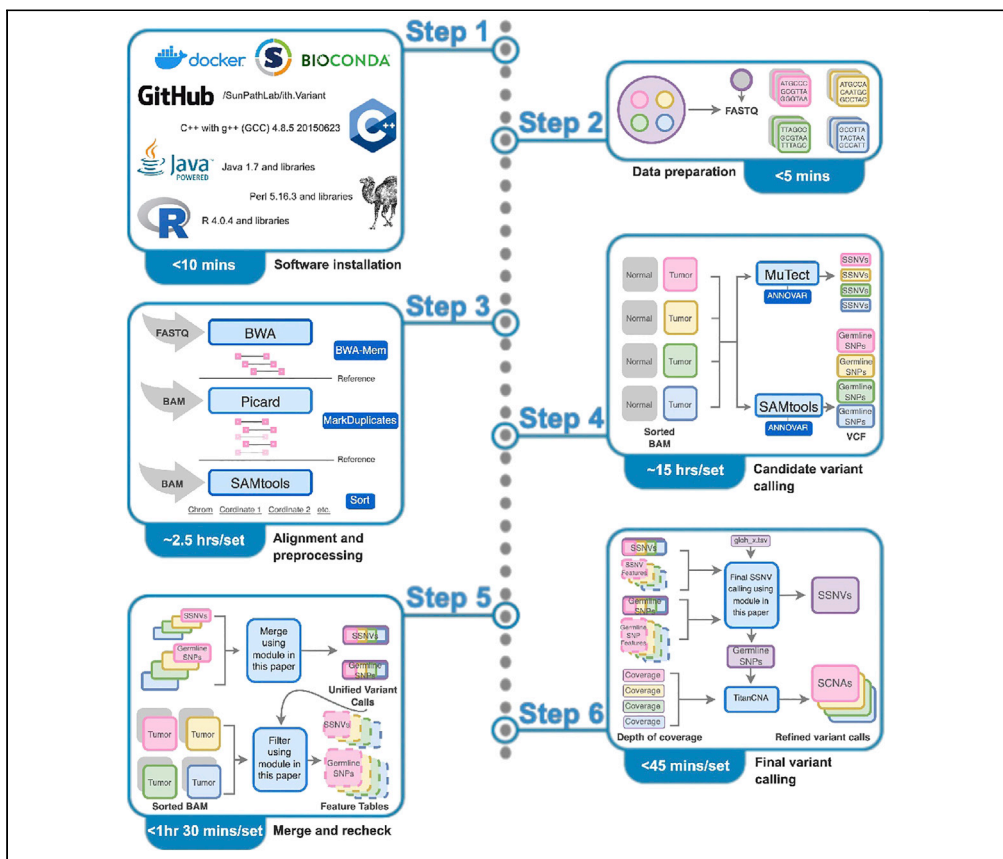 Step 1
docker
S
BIOCONDA
GitHub /SunPathLab/ith.Variant
C++ with g++ (GCC) 4.8.5 20150623
C++
Java
POWERED
Java 1.7 and libraries
Perl 5.16.3 and libraries
R
R 4.0.4 and libraries
<10 mins
Software installation
Step 2
FASTQ
ATGCCC
GCGTTA
GGGTAA
ATGCCA
CAATGC
GCCTAC
TTAGCC
GCGTAA
TTTAGC
GCCTTA
TACTAA
GCCATT
Data preparation
<5 mins
Step 3
FASTQ
BWA
BWA-Mem
Reference
BAM
Picard
MarkDuplicates
Reference
BAM
SAMtools
Sort
Chrom Cordinate 1 Cordinate 2 etc.
~2.5 hrs/set
Alignment and
preprocessing
Step 4
Normal Tumor
Normal Tumor
Normal Tumor
Normal Tumor
Sorted
BAM
MuTect
ANNOVAR
SSNVs
SSNVs
SSNVs
SSNVs
SAMtools
ANNOVAR
Germline
SNPs
Germline
SNPs
Germline
SNPs
Germline
SNPs
VCF
~15 hrs/set
Candidate variant
calling
Step 5
SSNVs
Germline
SNPs
Merge
using
module in
this paper
SSNVs
Germline
SNPs
Unified Variant
Calls
Tumor Tumor
Tumor Tumor
Sorted BAM
Filter
using
module in
this paper
SSNVs
Germline
SNPs
Feature Tables
<1hr 30 mins/set
Merge and recheck
Step 6
SSNVs
SSNV
Features
Germline SNPs
Germline
SNP
Features
gloh_x.tsv
Final SSNV
calling using
module in
this paper
SSNVs
Germline
SNPs
Coverage
Coverage
Coverage
Coverage
Depth of coverage
TitanCNA
SCNAs
Refined variant calls
<45 mins/set
Final variant
calling